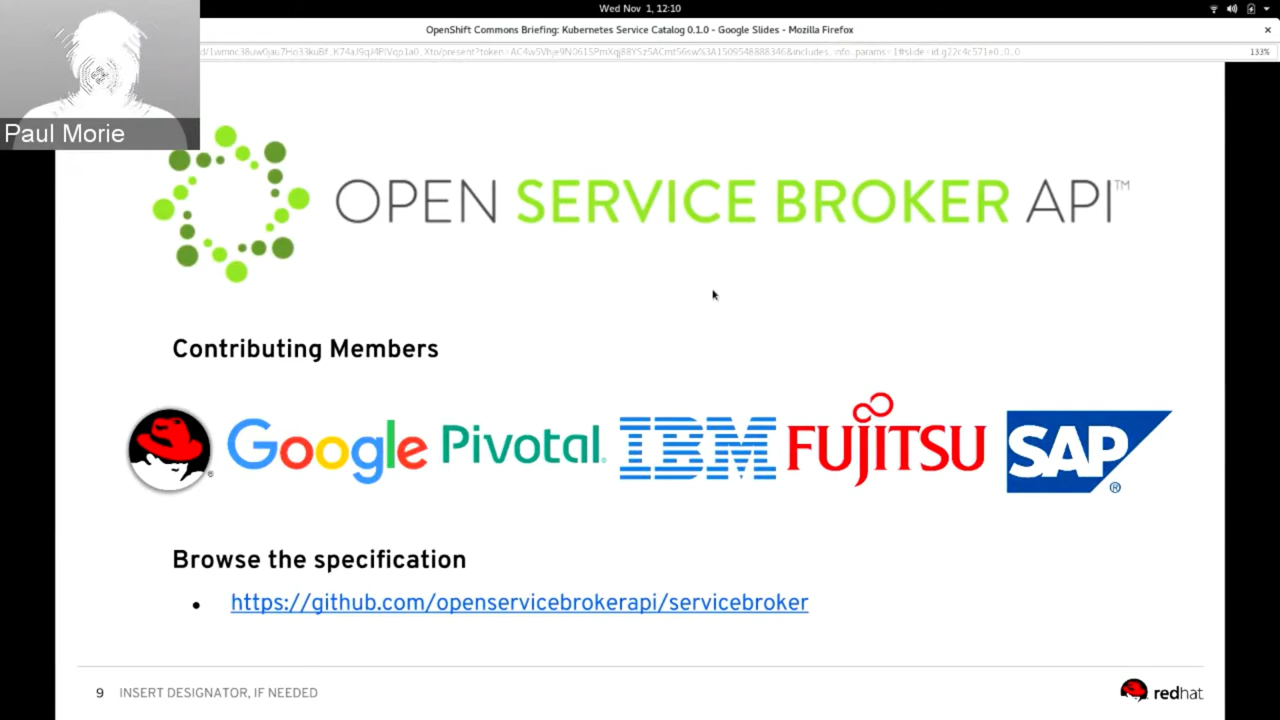 Wed Nov 1, 12:10
OpenShift Commons Briefing: Kubernetes Service Catalog 0.1.0 - Google Slides - Mozilla Firefox
133%
Paul Morie
OPEN SERVICE BROKER API™
Contributing Members
Google Pivotal® IBM FUJITSU SAP®
Browse the specification
• https://github.com/openservicebrokerapi/servicebroker
9 INSERT DESIGNATOR, IF NEEDED
redhat